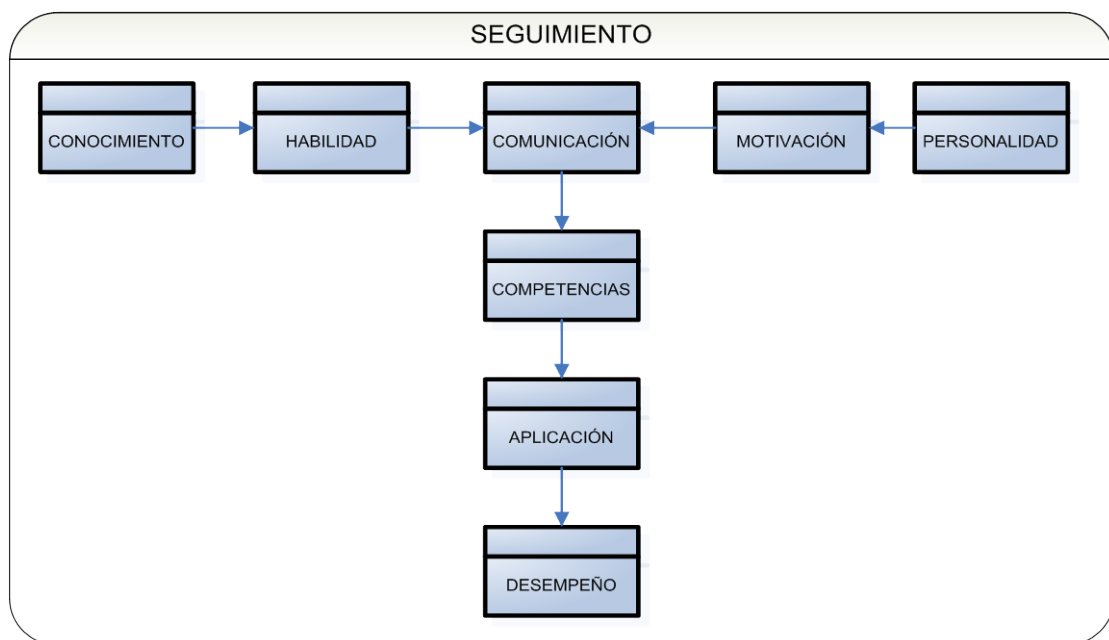 SEGUIMIENTO
CONOCIMIENTO
HABILIDAD
COMUNICACIÓN
MOTIVACIÓN
PERSONALIDAD
COMPETENCIAS
APLICACIÓN
DESEMPEÑO